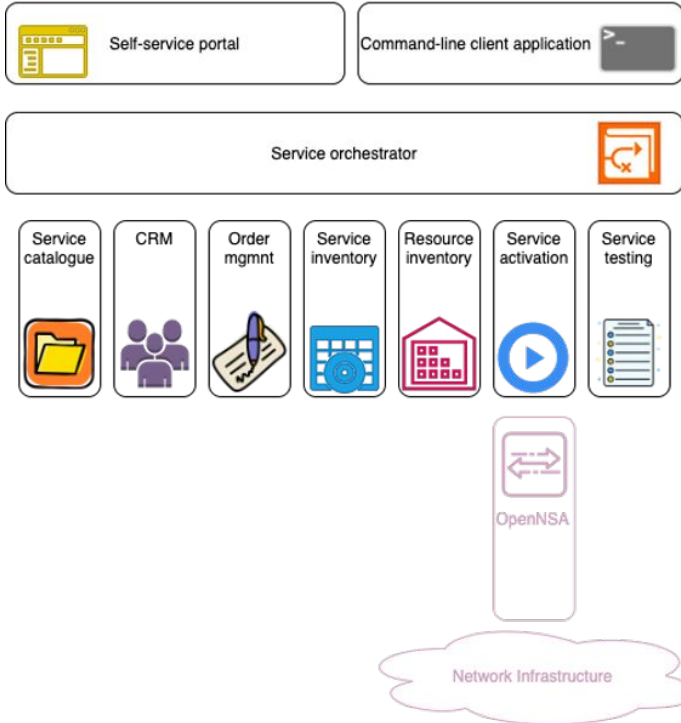 Self-service portal
Command-line client application
>_
Service orchestrator
Service
catalogue
CRM
Order
mgmnt
Service
inventory
Resource
inventory
Service
activation
Service
testing
OpenNSA
Network Infrastructure